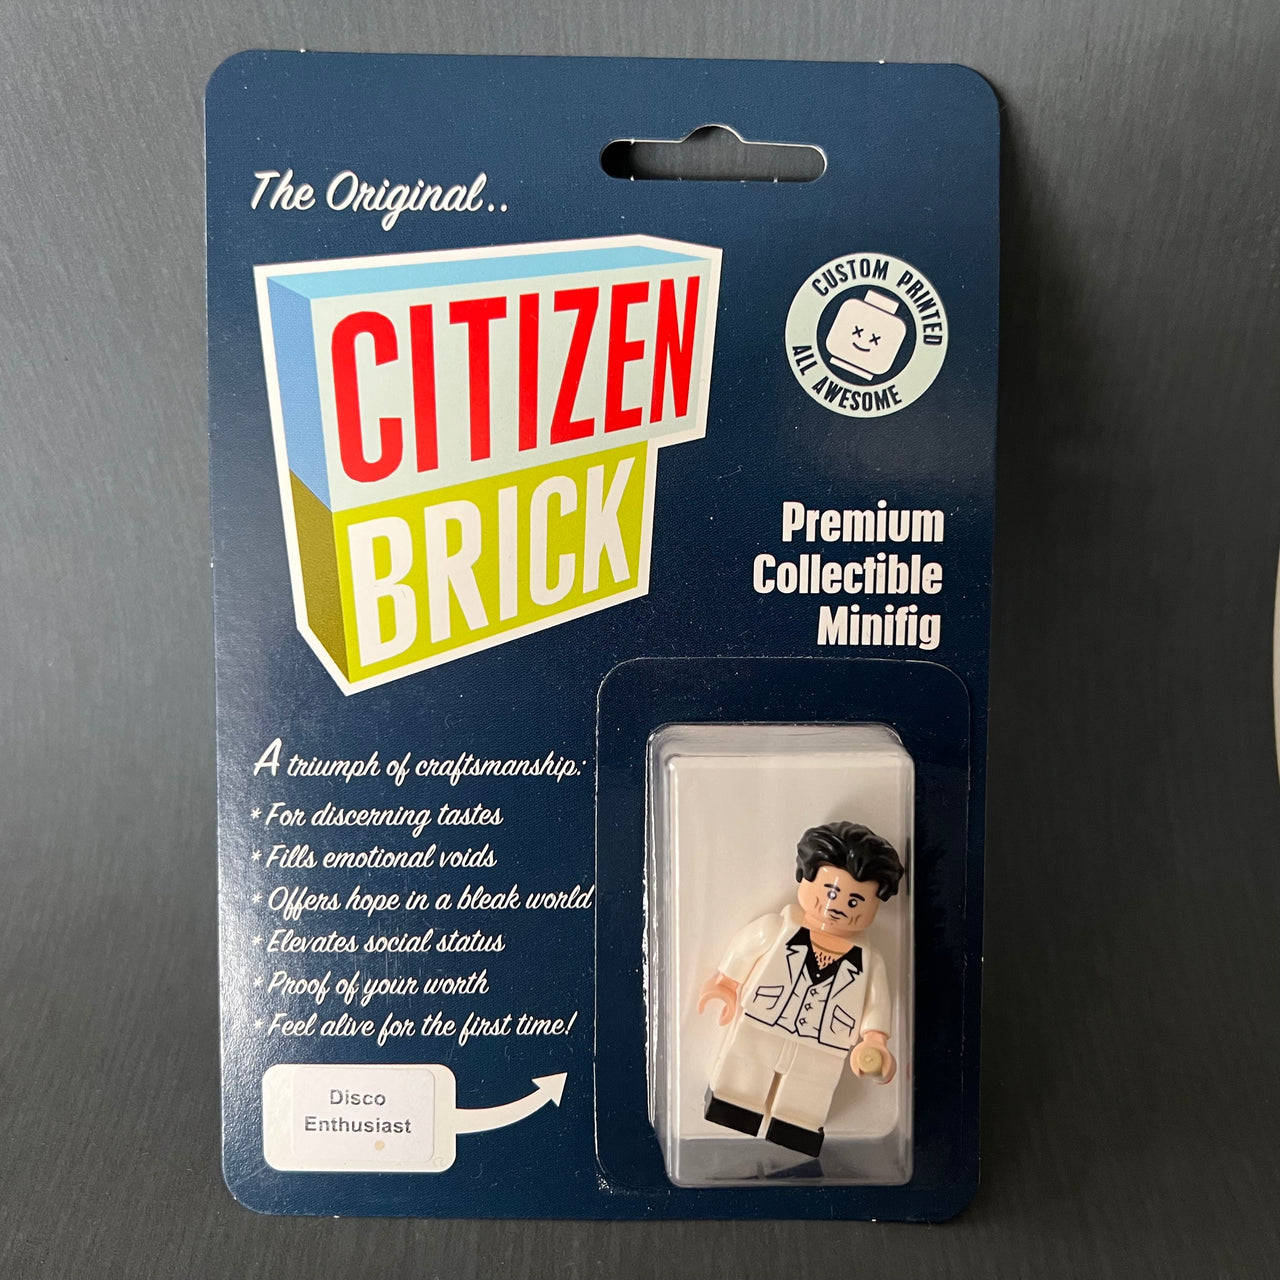 The Original..
CITIZEN
BRICK
CUSTOM PRINTED
ALL AWESOME
Premium
Collectible
Minifig
A triumph of craftsmanship:
* For discerning tastes
* Fills emotional voids
* Offers hope in a bleak world
* Elevates social status
* Proof of your worth
* Feel alive for the first time!
Disco
Enthusiast